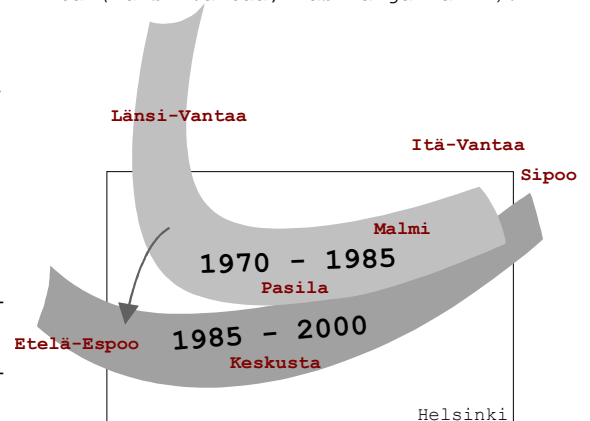 Länsi-Vantaa
Itä-Vantaa
Sipoo
Malmi
1970 - 1985
Pasila
1985 - 2000
Etelä-Espoo
Keskusta
Helsinki